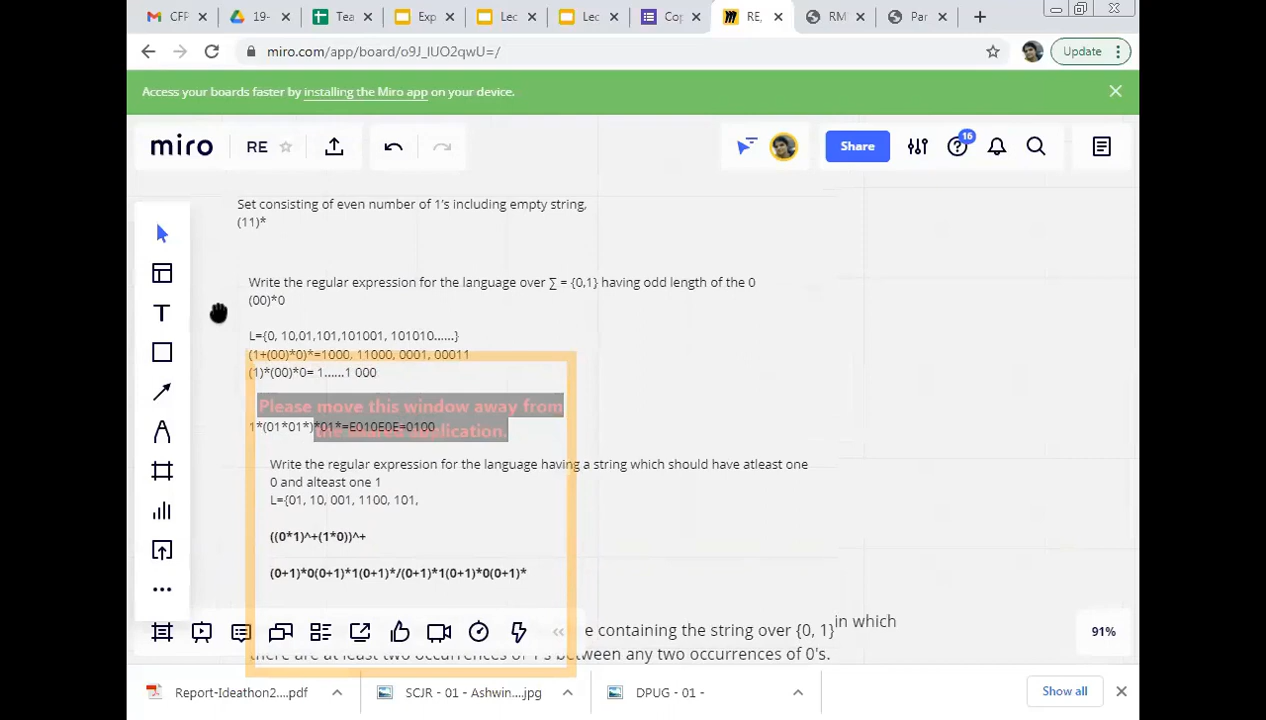 CFP
19-
Tea
Exp
Lec
Lec
Cop
RE,
RMI
Par
miro.com/app/board/o9J_lUO2qwU=/
Update
Access your boards faster by installing the Miro app on your device.
miro
RE
Share
16
Set consisting of even number of 1's including empty string,
(11)*
Write the regular expression for the language over ∑ = {0,1} having odd length of the 0
(00)*0
L={0, 10,01,101,101001, 101010......}
(1+(00)*0)*=1000, 11000, 0001, 00011
(1)*(00)*0= 1......1 000
Please move this window away from
the shared application.
1*(01*01*)*01*=E010E0E=0100
Write the regular expression for the language having a string which should have atleast one
0 and alteast one 1
L={01, 10, 001, 1100, 101,
((0*1)^+(1*0))^+
(0+1)*0(0+1)*1(0+1)*/(0+1)*1(0+1)*0(0+1)*
e containing the string over {0, 1} in which
there are at least two occurrences of 1's between any two occurrences of 0's.
91%
Report-Ideathon2....pdf
SCJR - 01 - Ashwin....jpg
DPUG - 01 -
Show all